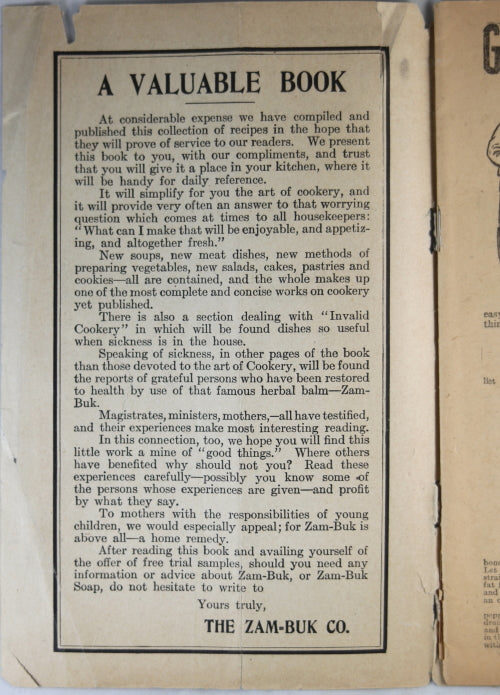 A VALUABLE BOOK
At considerable expense we have compiled and
published this collection of recipes in the hope that
they will prove of service to our readers. We present
this book to you, with our compliments, and trust
that you will give it a place in your kitchen, where it
will be handy for daily reference.
It will simplify for you the art of cookery, and
it will provide very often an answer to that worrying
question which comes at times to all housekeepers:
“What can I make that will be enjoyable, and appetiz-
ing, and altogether fresh.”
New soups, new meat dishes, new methods of
preparing vegetables, new salads, cakes, pastries and
cookies—all are contained, and the whole makes up
one of the most complete and concise works on cookery
yet published.
There is also a section dealing with “Invalid
Cookery” in which will be found dishes so useful
when sickness is in the house.
Speaking of sickness, in other pages of the book
than those devoted to the art of Cookery, will be found
the reports of grateful persons who have been restored
to health by use of that famous herbal balm—Zam-
Buk.
Magistrates, ministers, mothers,—all have testified,
and their experiences make most interesting reading.
In this connection, too, we hope you will find this
little work a mine of “good things.” Where others
have benefited why should not you? Read these
experiences carefully—possibly you know some of
the persons whose experiences are given—and profit
by what they say.
To mothers with the responsibilities of young
children, we would especially appeal; for Zam-Buk is
above all—a home remedy.
After reading this book and availing yourself of
the offer of free trial samples, should you need any
information or advice about Zam-Buk, or Zam-Buk
Soap, do not hesitate to write to
Yours truly,
THE ZAM-BUK CO.
G
easy
thin
let
bone
Let
strai
fat
and
an o
pepp
drai
and
in th
with